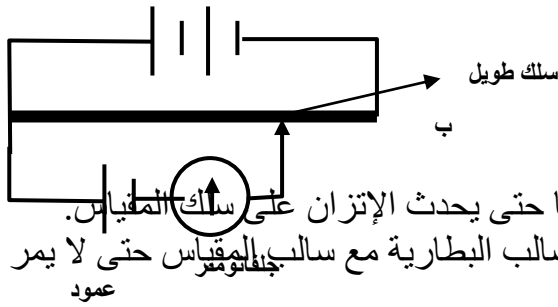 سلك طويل
ب
ا حتى يحدث الإتزان على سلك المقياس.
سالب البطارية مع سالب المقياس حتى لا يمر
جلفانومتر
عمود